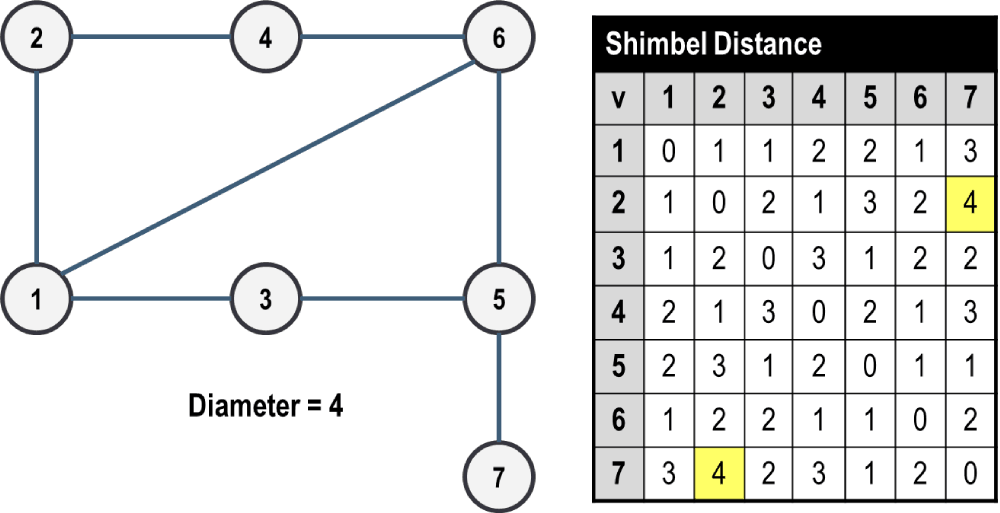 2 4 6
1 3 5
Diameter = 4
7
Shimbel Distance
v 1 2 3 4 5 6 7
1 0 1 1 2 2 1 3
2 1 0 2 1 3 2 4
3 1 2 0 3 1 2 2
4 2 1 3 0 2 1 3
5 2 3 1 2 0 1 1
6 1 2 2 1 1 0 2
7 3 4 2 3 1 2 0